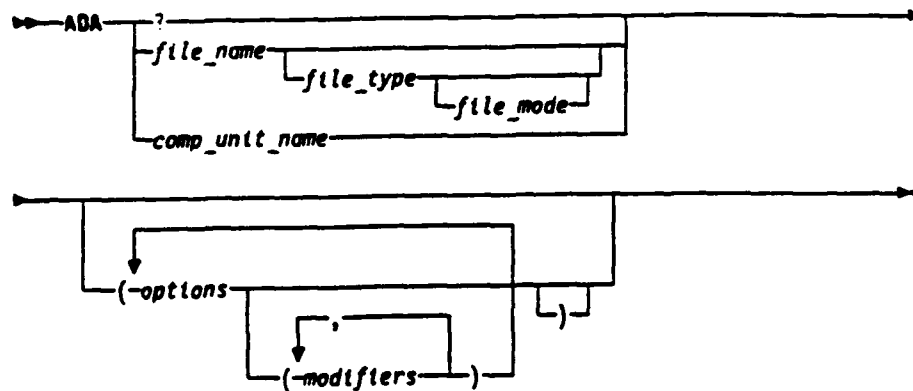 ADA ?
file_name
file_type
file_mode
comp_unit_name
(options
)
,
(modifiers )